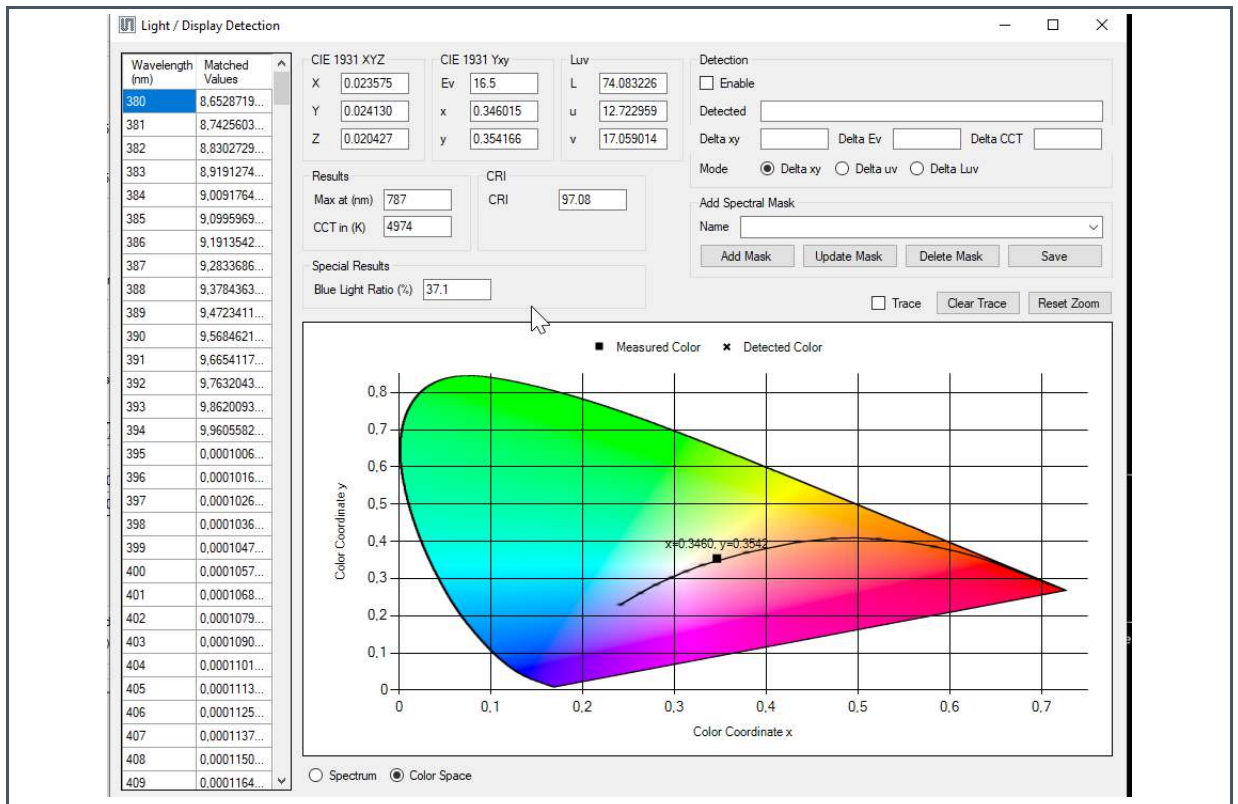 Light / Display Detection
Wavelength (nm) Matched Values
380 8,6528719...
381 8,7425603...
382 8,8302729...
383 8,9191274...
384 9,0091764...
385 9,0995969...
386 9,1913542...
387 9,2833686...
388 9,3784363...
389 9,4723411...
390 9,5684621...
391 9,6654117...
392 9,7632043...
393 9,8620093...
394 9,9605582...
395 0,0001006...
396 0,0001016...
397 0,0001026...
398 0,0001036...
399 0,0001047...
400 0,0001057...
401 0,0001068...
402 0,0001079...
403 0,0001090...
404 0,0001101...
405 0,0001113...
406 0,0001125...
407 0,0001137...
408 0,0001150...
409 0,0001164...
CIE 1931 XYZ
X 0.023575
Y 0.024130
Z 0.020427
CIE 1931 Yxy
Ev 16.5
x 0.346015
y 0.354166
Luv
L 74.083226
u 12.722959
v 17.059014
Results
Max at (nm) 787
CCT in (K) 4974
CRI
CRI 97.08
Special Results
Blue Light Ratio (%) 37.1
Detection
Enable
Detected
Delta xy Delta Ev Delta CCT
Mode Delta xy Delta uv Delta Luv
Add Spectral Mask
Name
Add Mask Update Mask Delete Mask Save
Trace Clear Trace Reset Zoom
Measured Color Detected Color
Color Coordinate y
0,8
0,7
0,6
0,5
0,4
0,3
0,2
0,1
0
x=0.3460, y=0.3542
0 0,1 0,2 0,3 0,4 0,5 0,6 0,7
Color Coordinate x
Spectrum Color Space